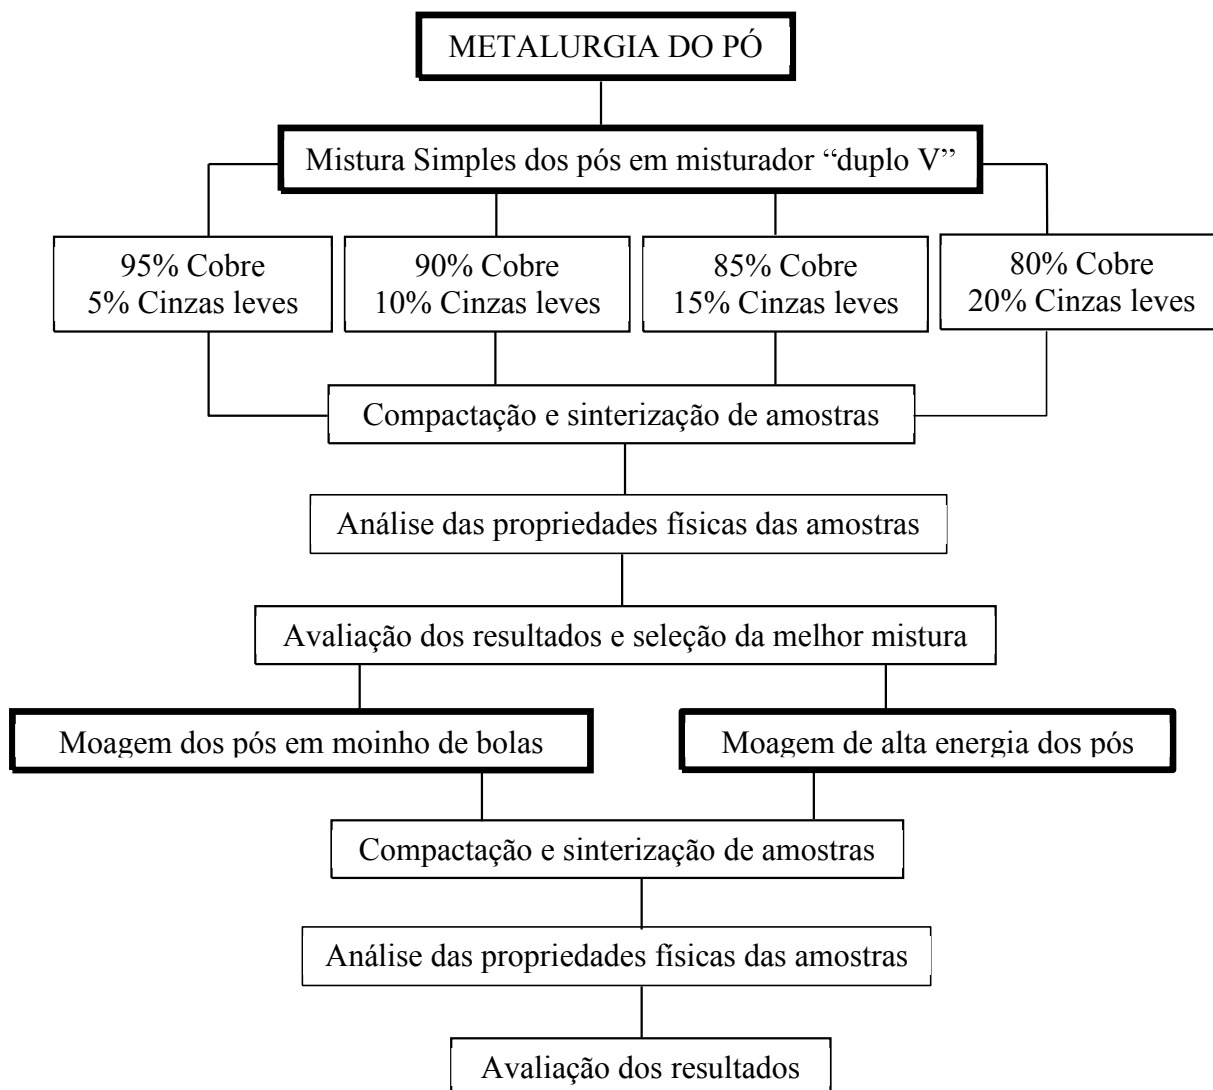 METALURGIA DO PÓ
Mistura Simples dos pós em misturador “duplo V”
95% Cobre
5% Cinzas leves
90% Cobre
10% Cinzas leves
85% Cobre
15% Cinzas leves
80% Cobre
20% Cinzas leves
Compactação e sinterização de amostras
Análise das propriedades físicas das amostras
Avaliação dos resultados e seleção da melhor mistura
Moagem dos pós em moinho de bolas
Moagem de alta energia dos pós
Compactação e sinterização de amostras
Análise das propriedades físicas das amostras
Avaliação dos resultados